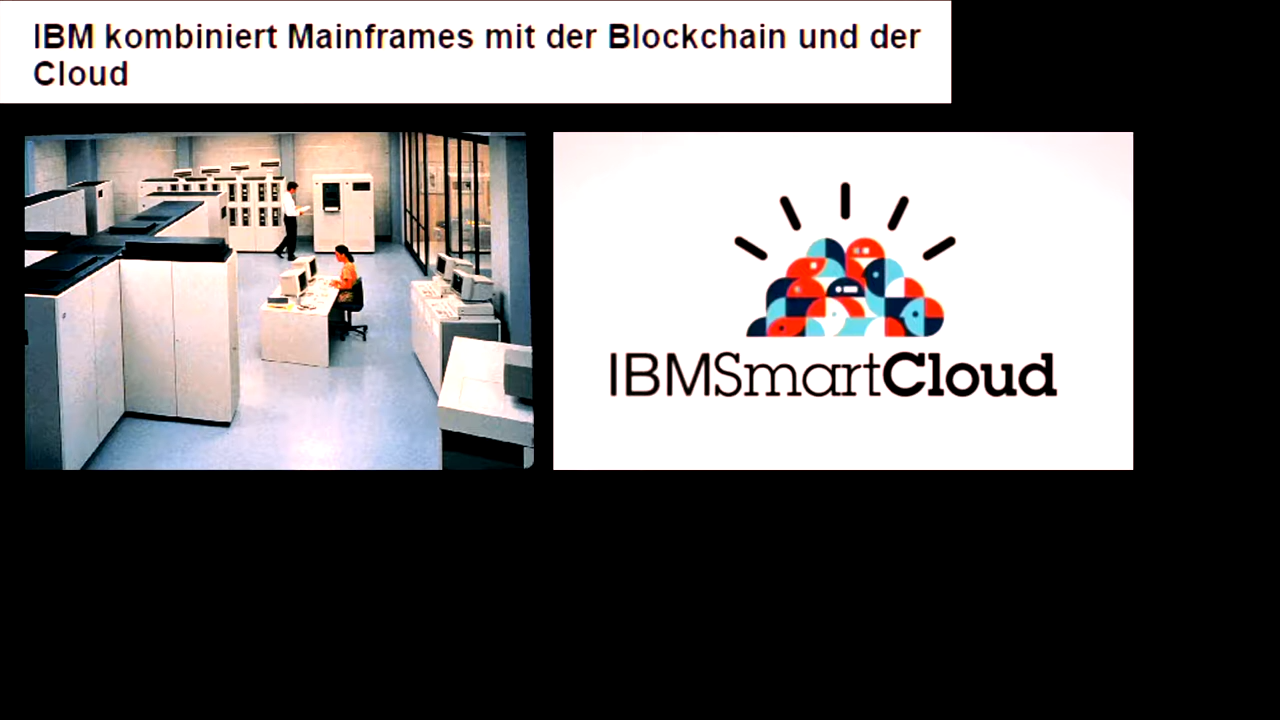 IBM kombiniert Mainframes mit der Blockchain und der
Cloud
IBMSmartCloud